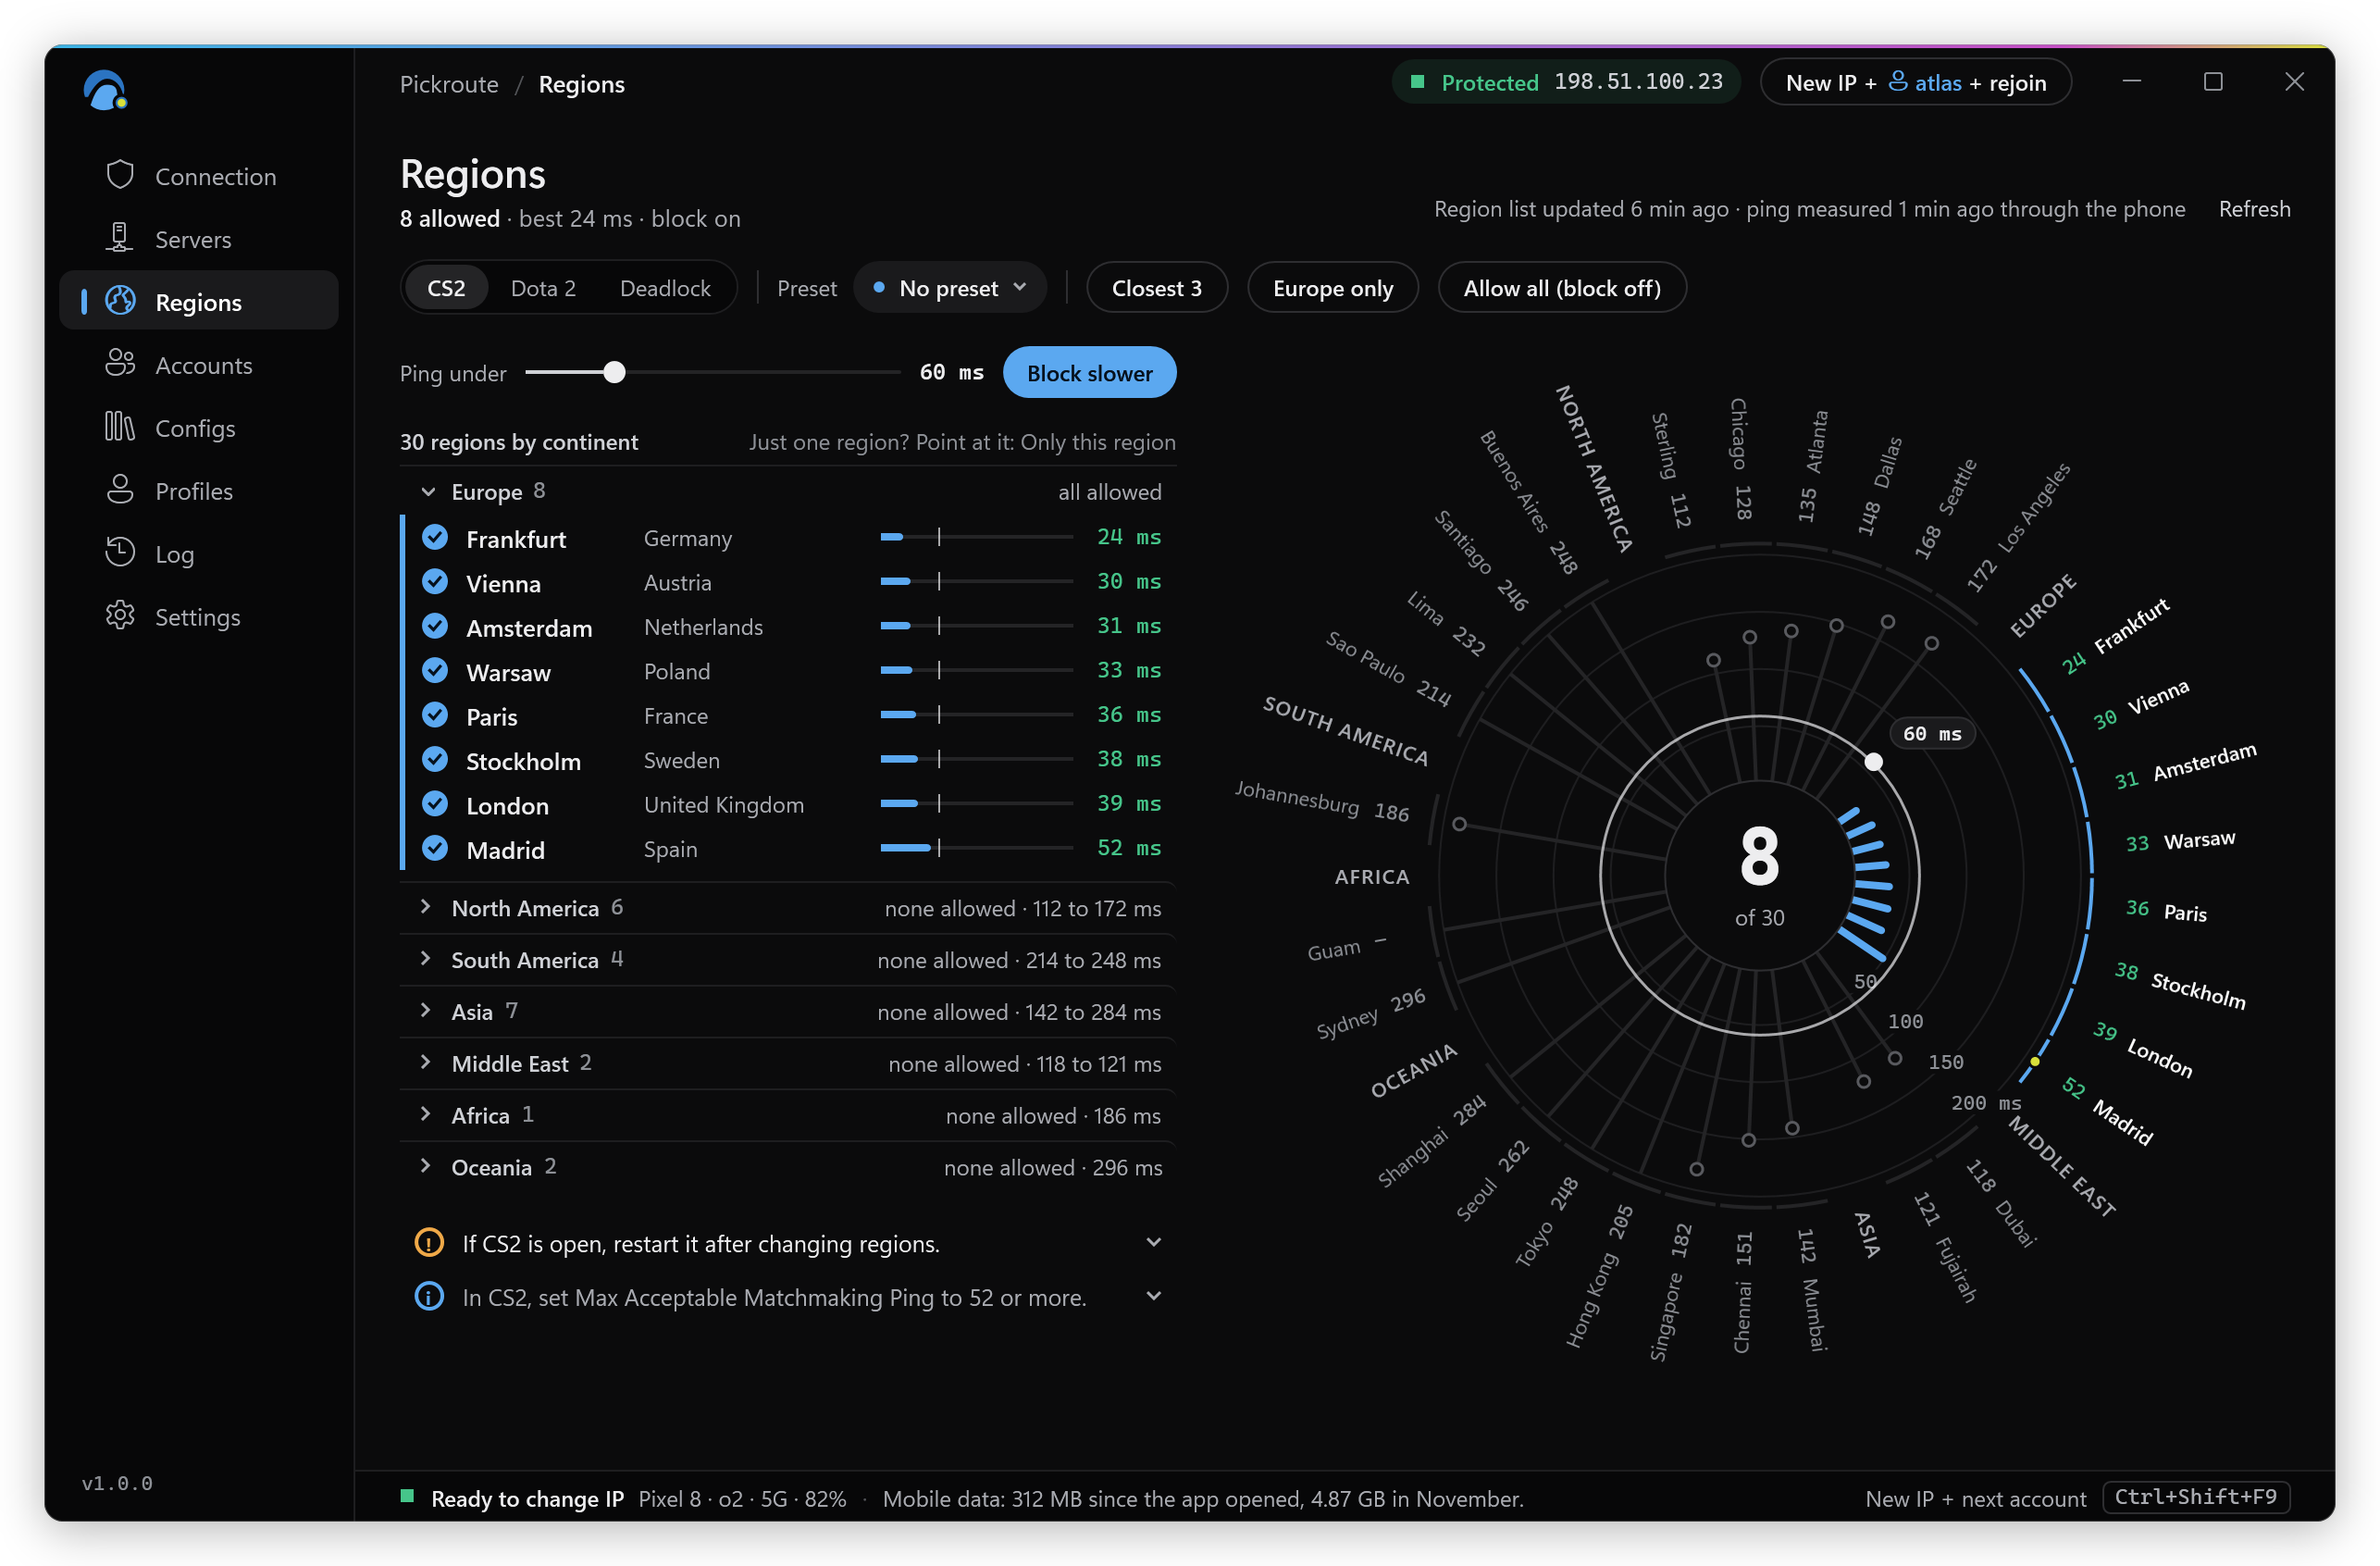 Pickroute / Regions
Protected 198.51.100.23
New IP + atlas + rejoin
Connection
Servers
Regions
Accounts
Configs
Profiles
Log
Settings
v1.0.0
Regions
8 allowed · best 24 ms · block on
Region list updated 6 min ago · ping measured 1 min ago through the phone
Refresh
CS2
Dota 2
Deadlock
Preset
No preset
Closest 3
Europe only
Allow all (block off)
Ping under
60 ms
Block slower
30 regions by continent
Just one region? Point at it: Only this region
Europe 8 all allowed
Frankfurt Germany 24 ms
Vienna Austria 30 ms
Amsterdam Netherlands 31 ms
Warsaw Poland 33 ms
Paris France 36 ms
Stockholm Sweden 38 ms
London United Kingdom 39 ms
Madrid Spain 52 ms
North America 6 none allowed · 112 to 172 ms
South America 4 none allowed · 214 to 248 ms
Asia 7 none allowed · 142 to 284 ms
Middle East 2 none allowed · 118 to 121 ms
Africa 1 none allowed · 186 ms
Oceania 2 none allowed · 296 ms
If CS2 is open, restart it after changing regions.
In CS2, set Max Acceptable Matchmaking Ping to 52 or more.
NORTH AMERICA
Sterling 112
Chicago 128
135 Atlanta
148 Dallas
168 Seattle
172 Los Angeles
EUROPE
24 Frankfurt
30 Vienna
31 Amsterdam
33 Warsaw
36 Paris
38 Stockholm
39 London
52 Madrid
MIDDLE EAST
118 Dubai
121 Fujairah
ASIA
142 Mumbai
Chennai 151
Singapore 182
Hong Kong 205
Tokyo 248
Seoul 262
Shanghai 284
OCEANIA
Sydney 296
Guam –
AFRICA
Johannesburg 186
SOUTH AMERICA
Sao Paulo 214
Lima 232
Santiago 246
Buenos Aires 248
60 ms
8
of 30
50
100
150
200 ms
Ready to change IP Pixel 8 · o2 · 5G · 82% · Mobile data: 312 MB since the app opened, 4.87 GB in November.
New IP + next account Ctrl+Shift+F9